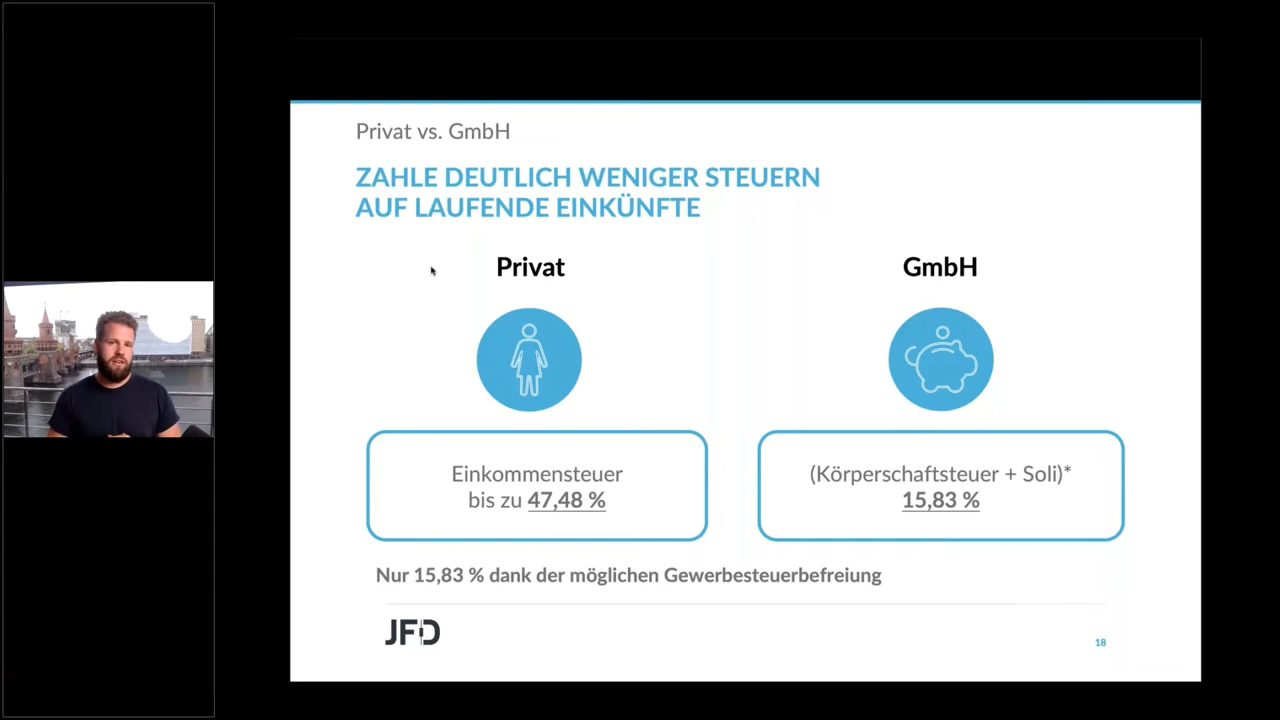 Privat vs. GmbH
ZAHLE DEUTLICH WENIGER STEUERN
AUF LAUFENDE EINKÜNFTE
Privat
GmbH
Einkommensteuer
bis zu 47,48 %
(Körperschaftsteuer + Soli)*
15,83 %
Nur 15,83 % dank der möglichen Gewerbesteuerbefreiung
JFD
18